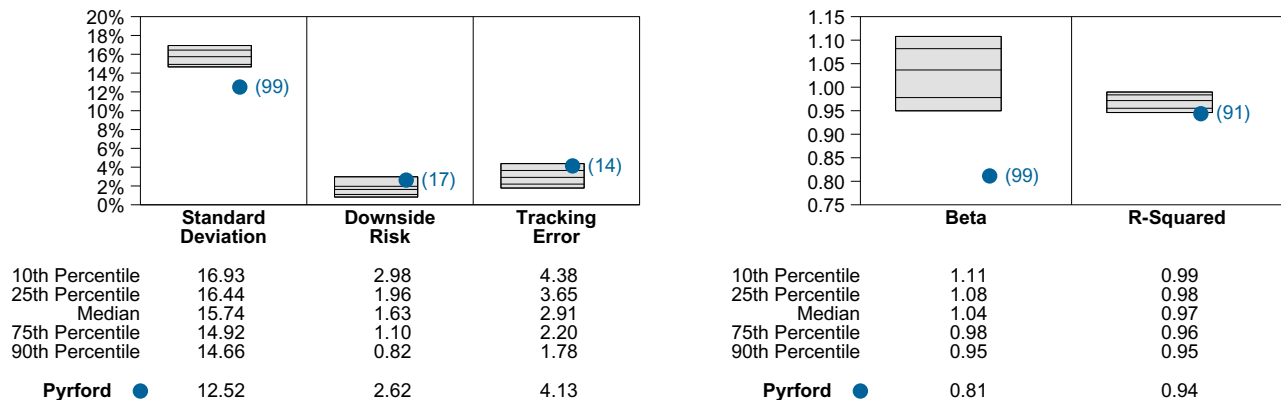 20%
18%
16%
14%
12%
10%
8%
6%
4%
2%
0%
(99)
(17)
(14)
Standard Deviation
Downside Risk
Tracking Error
10th Percentile 16.93 2.98 4.38
25th Percentile 16.44 1.96 3.65
Median 15.74 1.63 2.91
75th Percentile 14.92 1.10 2.20
90th Percentile 14.66 0.82 1.78
Pyrford 12.52 2.62 4.13
1.15
1.10
1.05
1.00
0.95
0.90
0.85
0.80
0.75
(99)
(91)
Beta R-Squared
10th Percentile 1.11 0.99
25th Percentile 1.08 0.98
Median 1.04 0.97
75th Percentile 0.98 0.96
90th Percentile 0.95 0.95
Pyrford 0.81 0.94